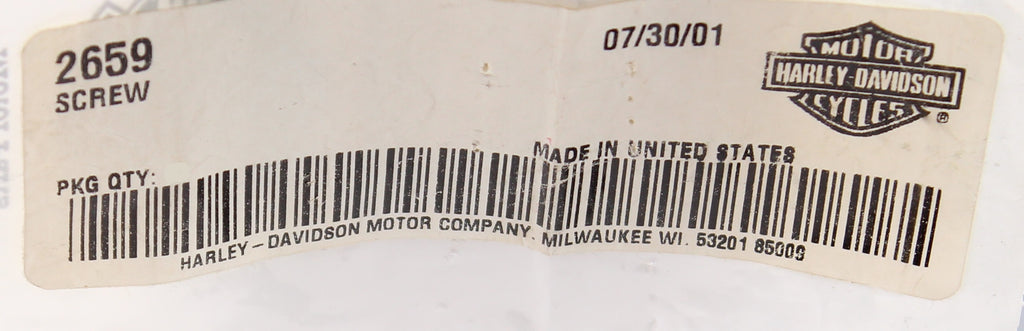 2659
SCREW
07/30/01
MOTOR
HARLEY-DAVIDSON
CYCLES
®
MADE IN UNITED STATES
PKG QTY:
HARLEY-DAVIDSON MOTOR COMPANY, MILWAUKEE WI. 53201 85009